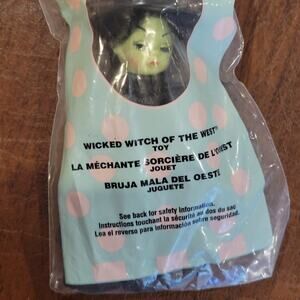 WICKED WITCH OF THE WEST
TOY
LA MÉCHANTE SORCIÈRE DE L'OUEST
JOUET
BRUJA MALA DEL OESTE
JUGUETE
See back for safety information.
Instructions touchant la sécurité au dos du sac
Lea el reverso para información sobre seguridad.